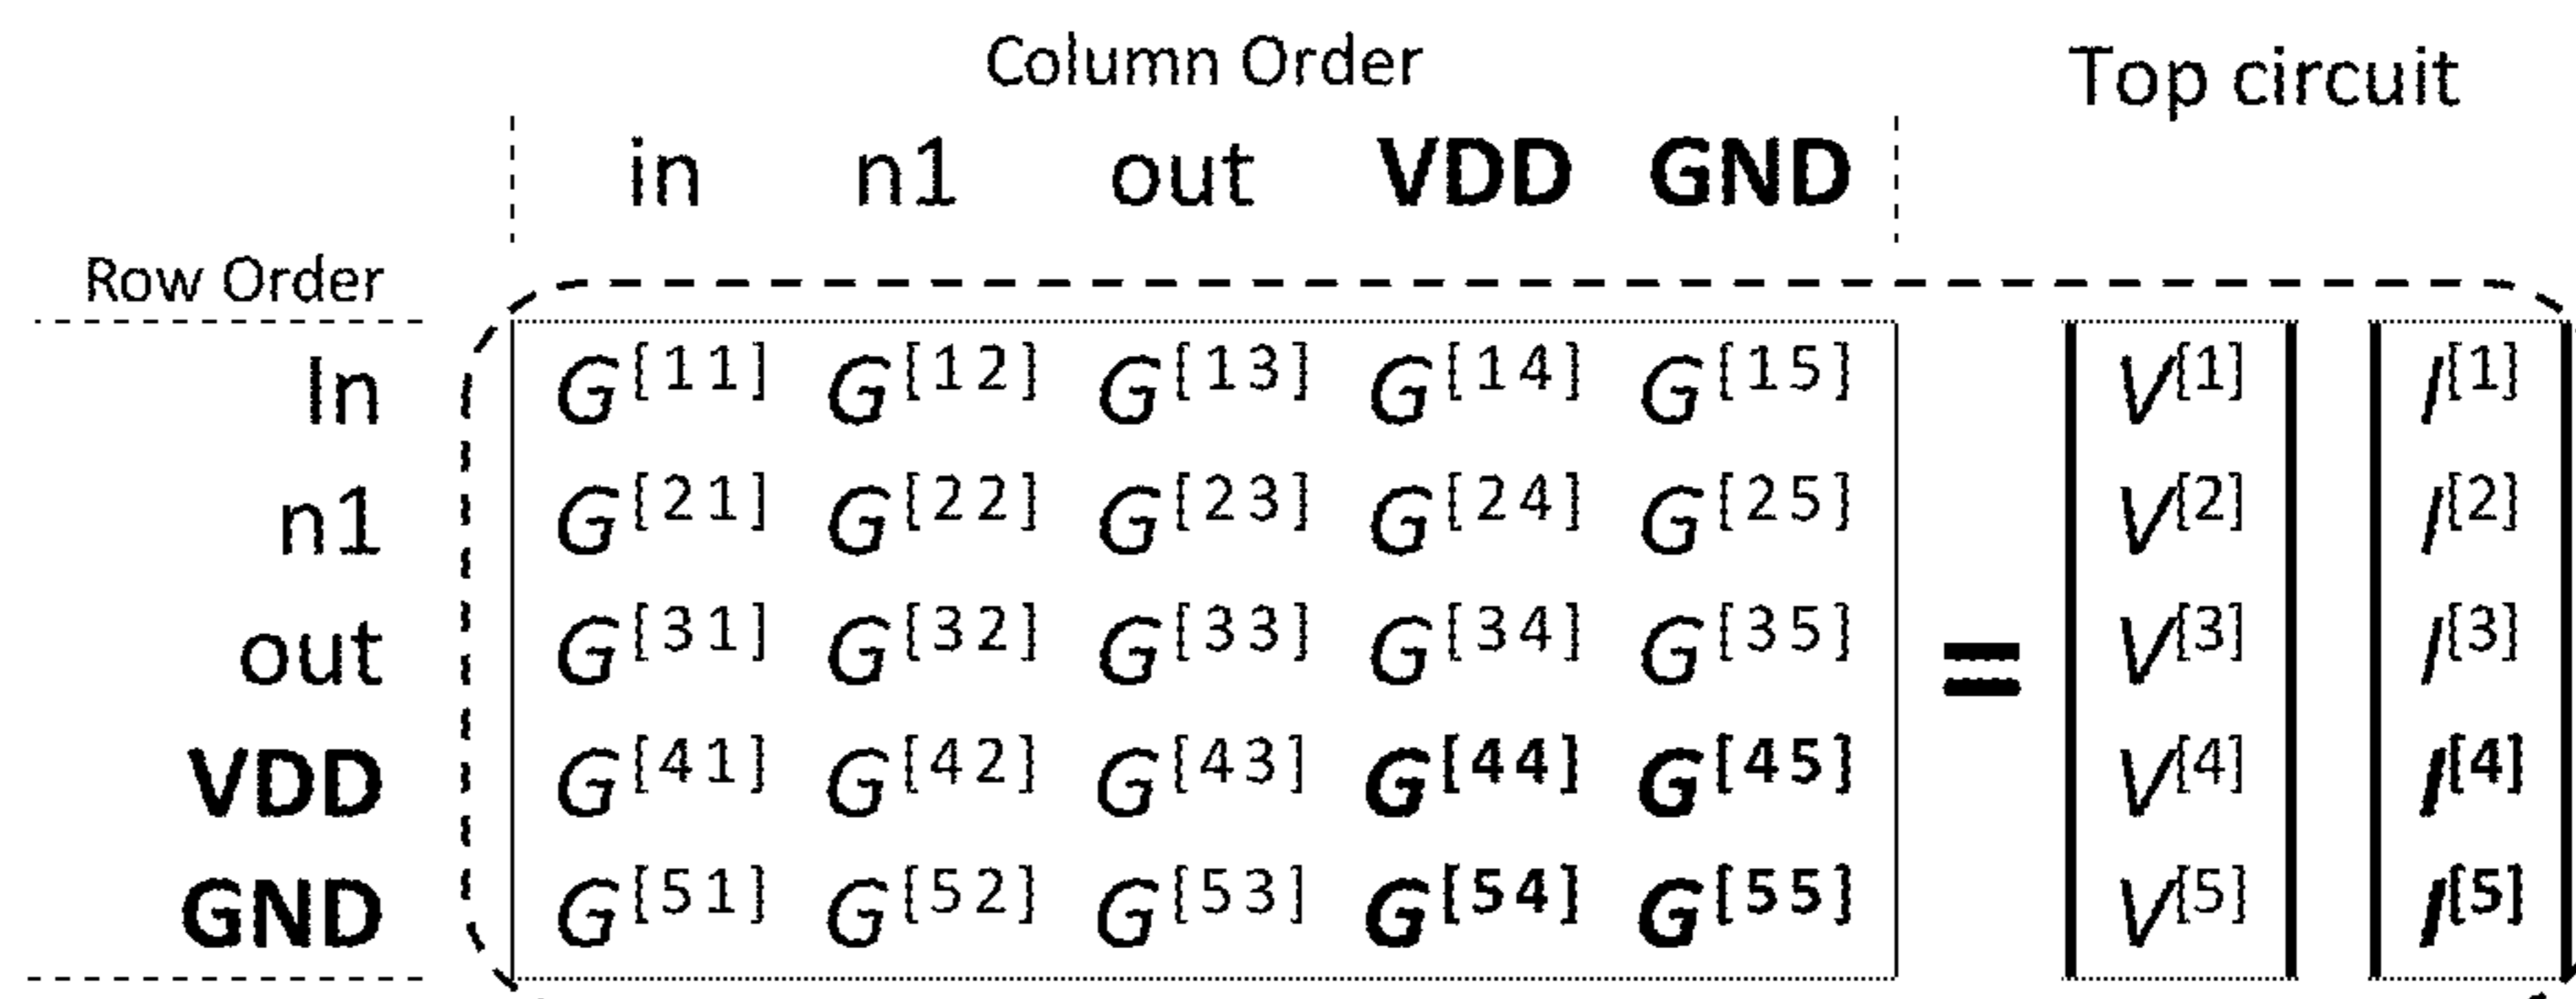 Column Order Top circuit
in n1 out VDD GND
Row Order
In G[11] G[12] G[13] G[14] G[15] V[1] I[1]
n1 G[21] G[22] G[23] G[24] G[25] V[2] I[2]
out G[31] G[32] G[33] G[34] G[35] = V[3] I[3]
VDD G[41] G[42] G[43] G[44] G[45] V[4] I[4]
GND G[51] G[52] G[53] G[54] G[55] V[5] I[5]